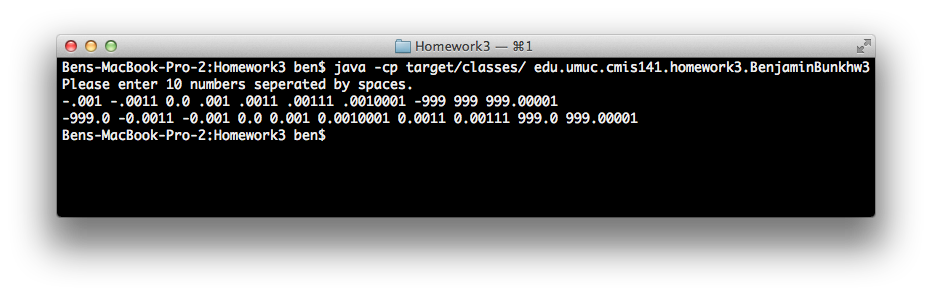 Homework3 — ⌘1
Bens-MacBook-Pro-2:Homework3 ben$ java -cp target/classes/ edu.umuc.cmis141.homework3.BenjaminBunkhw3
Please enter 10 numbers seperated by spaces.
-.001 -.0011 0.0 .001 .0011 .00111 .0010001 -999 999 999.00001
-999.0 -0.0011 -0.001 0.0 0.001 0.0010001 0.0011 0.00111 999.0 999.00001
Bens-MacBook-Pro-2:Homework3 ben$